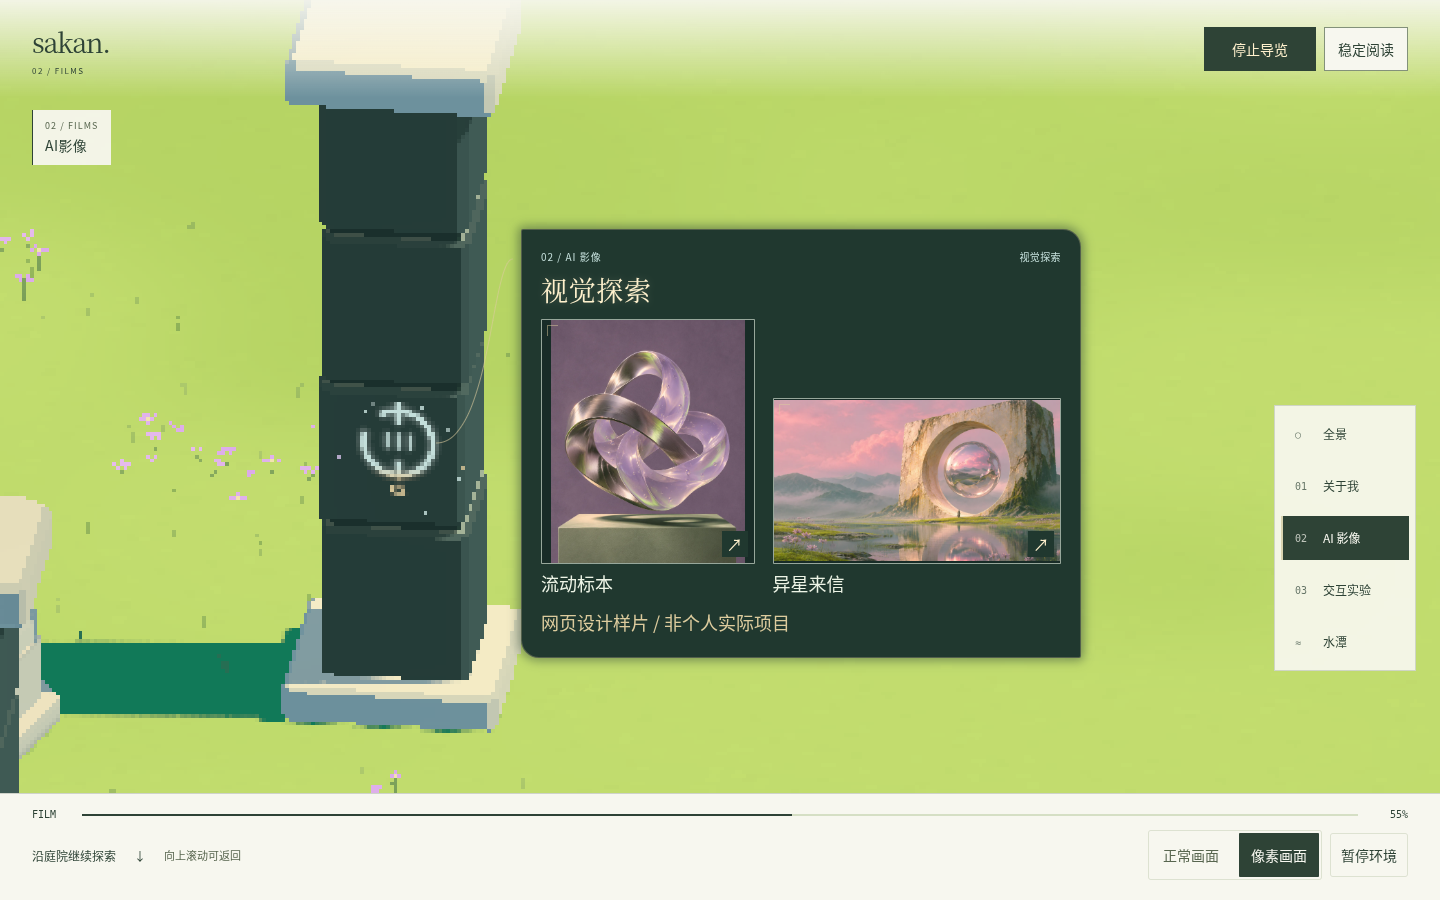 sakan.
02 / FILMS
停止导览
稳定阅读
02 / FILMS
AI影像
02 / AI 影像
视觉探索
视觉探索
流动标本
异星来信
网页设计样片 / 非个人实际项目
全景
01 关于我
02 AI 影像
03 交互实验
≈ 水潭
FILM
55%
沿庭院继续探索 ↓ 向上滚动可返回
正常画面
像素画面
暂停环境